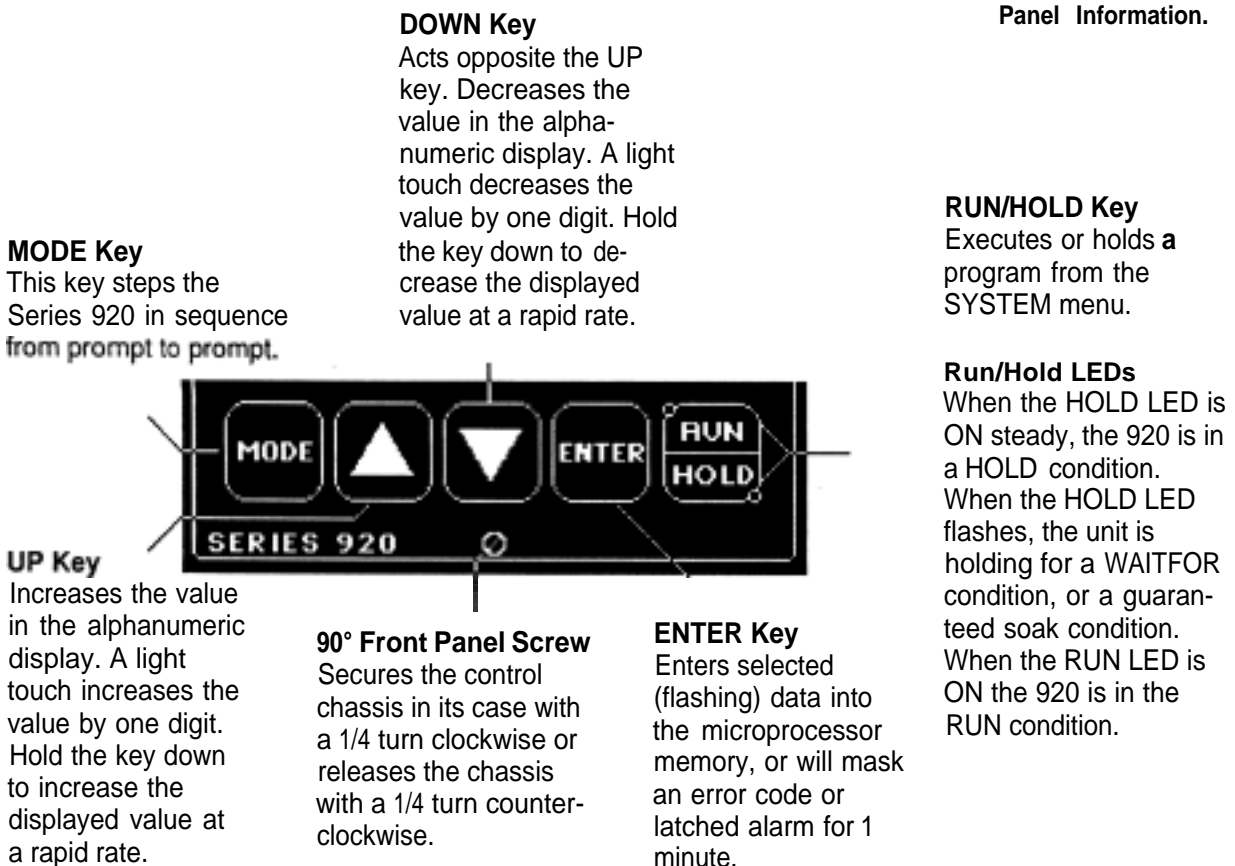 Panel Information.
DOWN Key
Acts opposite the UP
key. Decreases the
value in the alpha-
numeric display. A light
touch decreases the
value by one digit. Hold
the key down to de-
crease the displayed
value at a rapid rate.
MODE Key
This key steps the
Series 920 in sequence
from prompt to prompt.
RUN/HOLD Key
Executes or holds a
program from the
SYSTEM menu.
Run/Hold LEDs
When the HOLD LED is
ON steady, the 920 is in
a HOLD condition.
When the HOLD LED
flashes, the unit is
holding for a WAITFOR
condition, or a guaran-
teed soak condition.
When the RUN LED is
ON the 920 is in the
RUN condition.
MODE
ENTER
RUN
HOLD
SERIES 920
UP Key
Increases the value
in the alphanumeric
display. A light
touch increases the
value by one digit.
Hold the key down
to increase the
displayed value at
a rapid rate.
90° Front Panel Screw
Secures the control
chassis in its case with
a 1/4 turn clockwise or
releases the chassis
with a 1/4 turn counter-
clockwise.
ENTER Key
Enters selected
(flashing) data into
the microprocessor
memory, or will mask
an error code or
latched alarm for 1
minute.